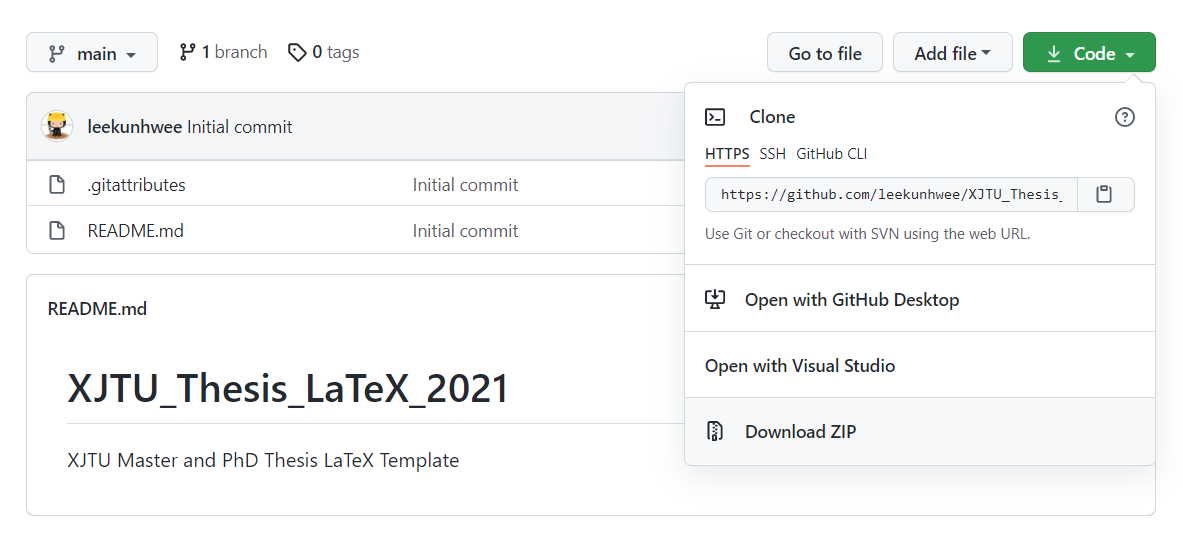 main 1 branch 0 tags Go to file Add file Code
leekunhwee Initial commit
.gitattributes Initial commit
README.md Initial commit
README.md
XJTU_Thesis_LaTeX_2021
XJTU Master and PhD Thesis LaTeX Template
Clone
HTTPS SSH GitHub CLI
https://github.com/leekunhwee/XJTU_Thesis_
Use Git or checkout with SVN using the web URL.
Open with GitHub Desktop
Open with Visual Studio
Download ZIP